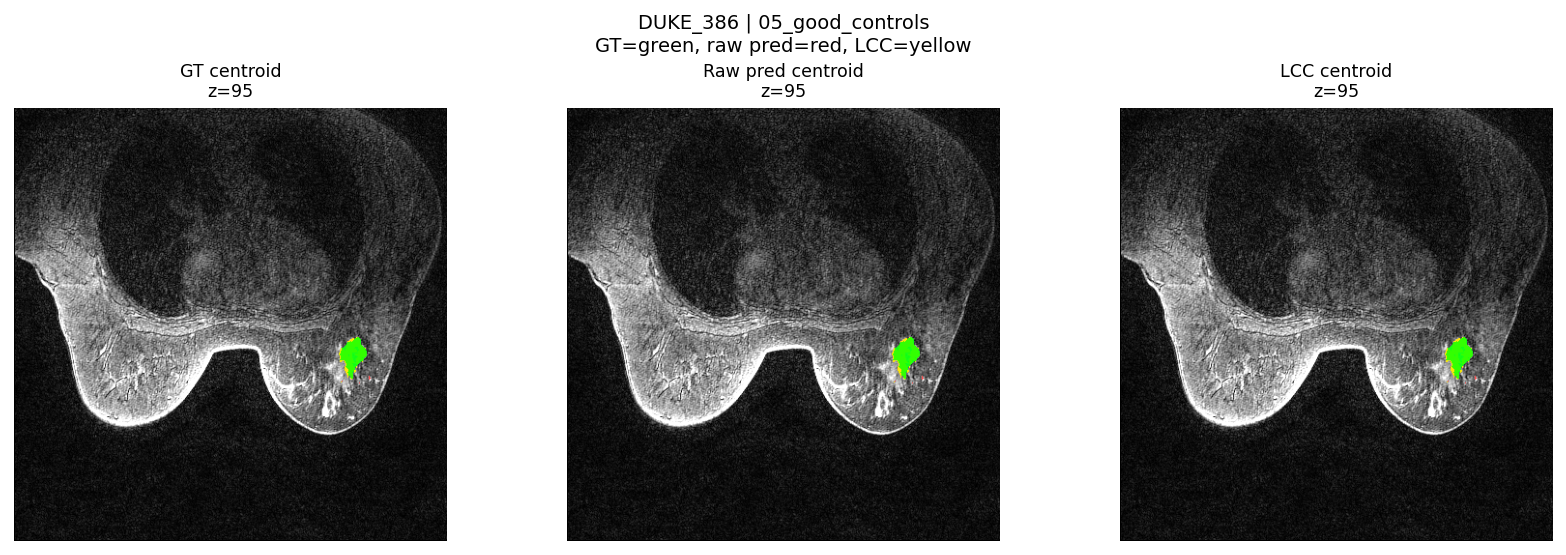 DUKE_386 | 05_good_controls
GT=green, raw pred=red, LCC=yellow
GT centroid
z=95
Raw pred centroid
z=95
LCC centroid
z=95